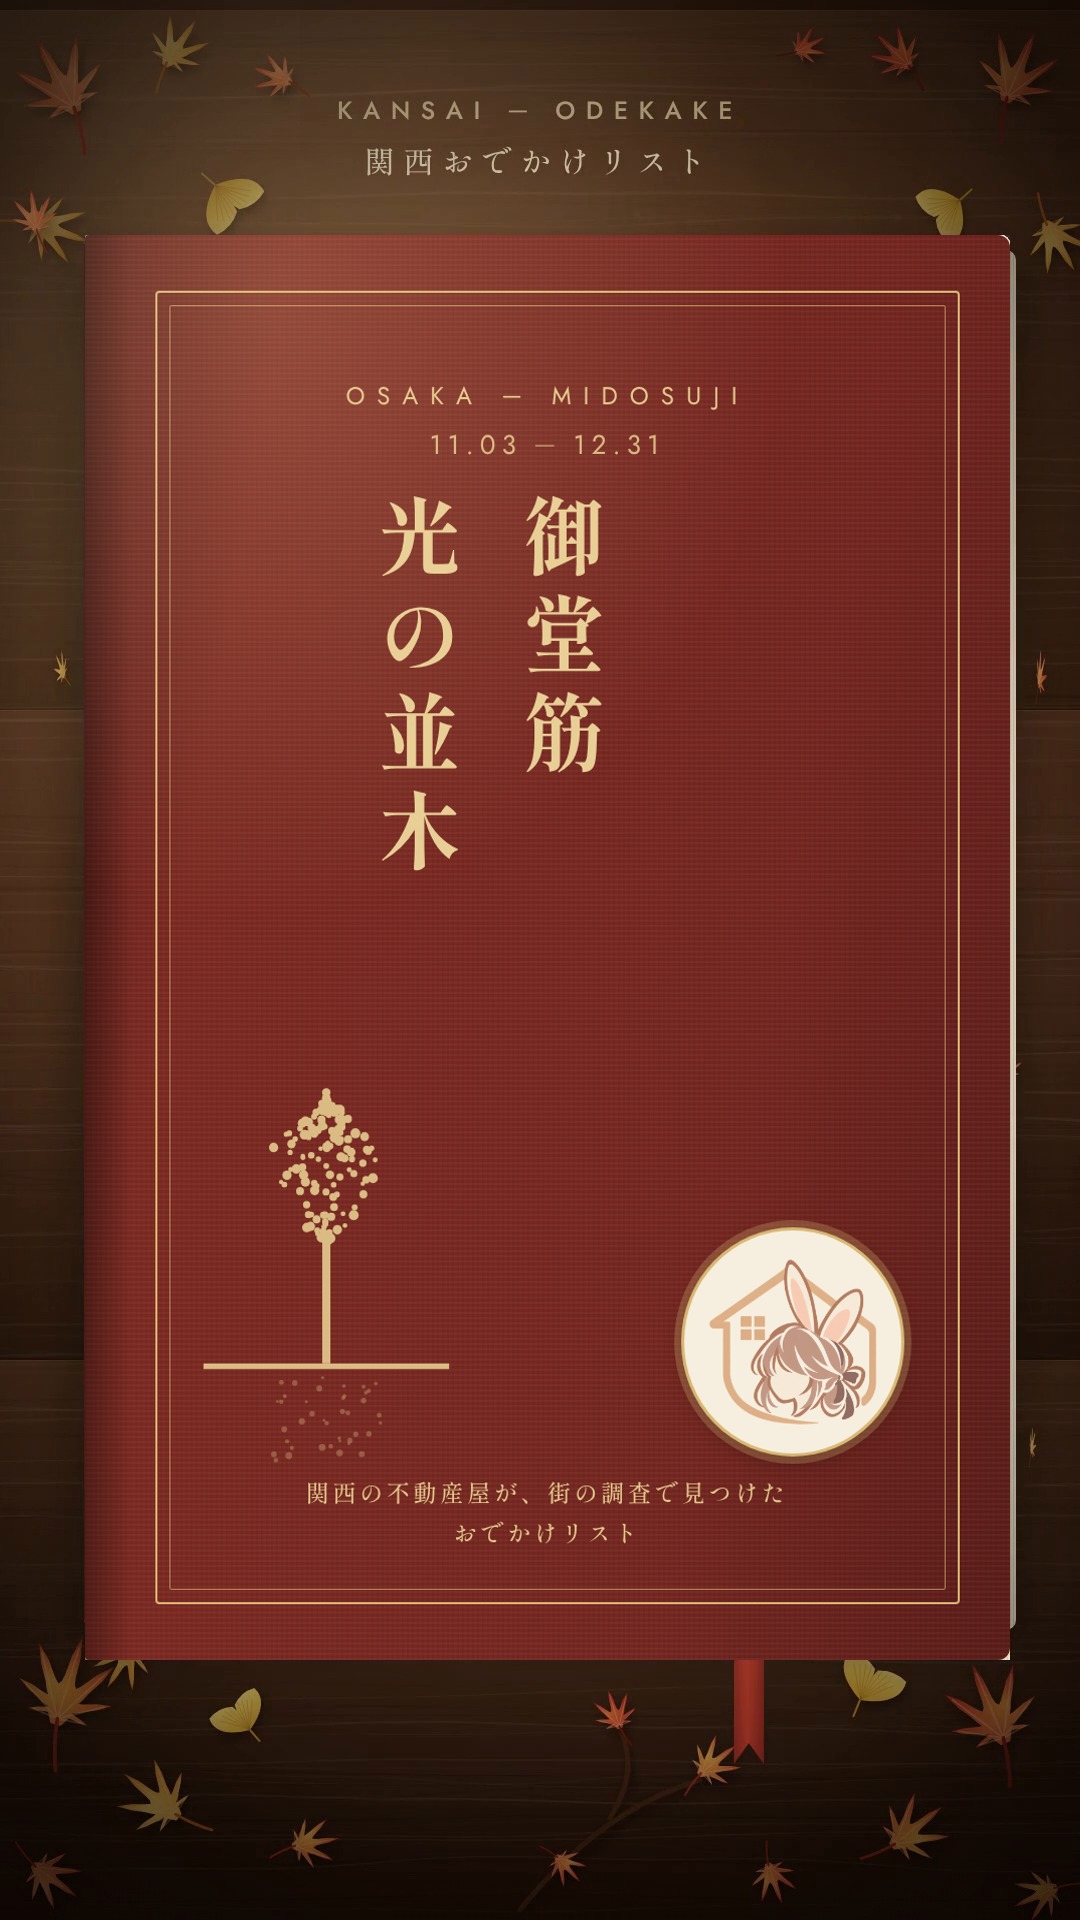 KANSAI — ODEKAKE
関西おでかけリスト
OSAKA — MIDOSUJI
11.03 — 12.31
御堂筋
光の並木
関西の不動産屋が、街の調査で見つけた
おでかけリスト